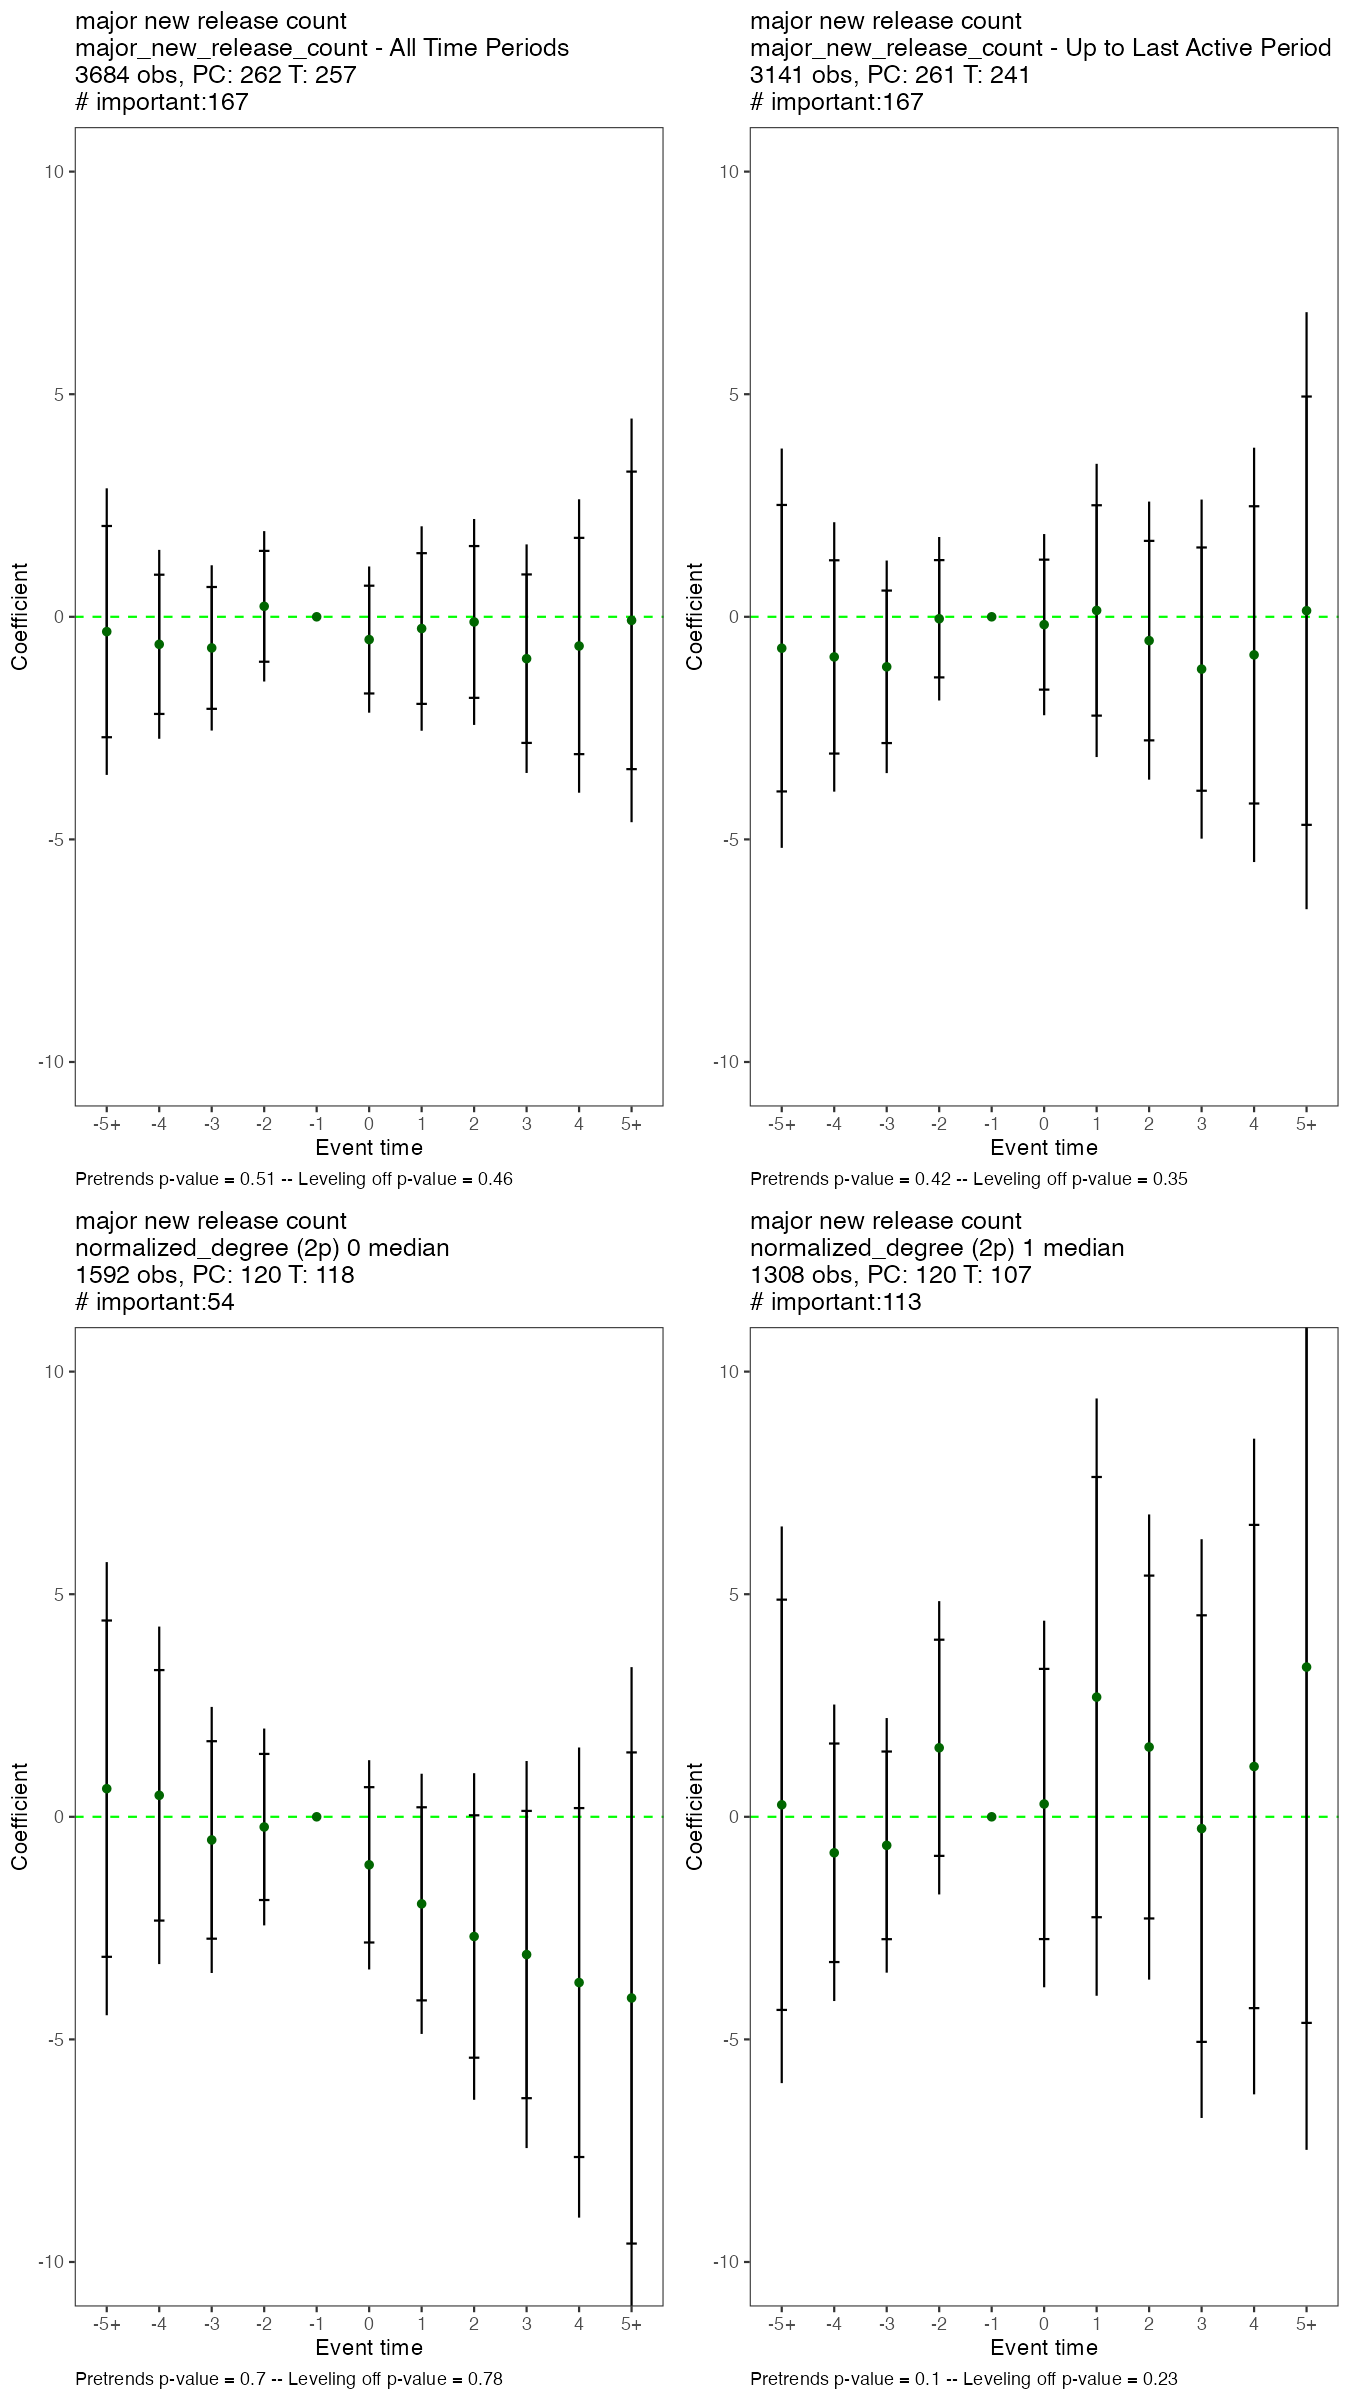 major new release count
major_new_release_count - All Time Periods
3684 obs, PC: 262 T: 257
# important:167
10
5
0
-5
-10
Coefficient
-5+ -4 -3 -2 -1 0 1 2 3 4 5+
Event time
Pretrends p-value = 0.51 -- Leveling off p-value = 0.46
major new release count
major_new_release_count - Up to Last Active Period
3141 obs, PC: 261 T: 241
# important:167
10
5
0
-5
-10
Coefficient
-5+ -4 -3 -2 -1 0 1 2 3 4 5+
Event time
Pretrends p-value = 0.42 -- Leveling off p-value = 0.35
major new release count
normalized_degree (2p) 0 median
1592 obs, PC: 120 T: 118
# important:54
10
5
0
-5
-10
Coefficient
-5+ -4 -3 -2 -1 0 1 2 3 4 5+
Event time
Pretrends p-value = 0.7 -- Leveling off p-value = 0.78
major new release count
normalized_degree (2p) 1 median
1308 obs, PC: 120 T: 107
# important:113
10
5
0
-5
-10
Coefficient
-5+ -4 -3 -2 -1 0 1 2 3 4 5+
Event time
Pretrends p-value = 0.1 -- Leveling off p-value = 0.23